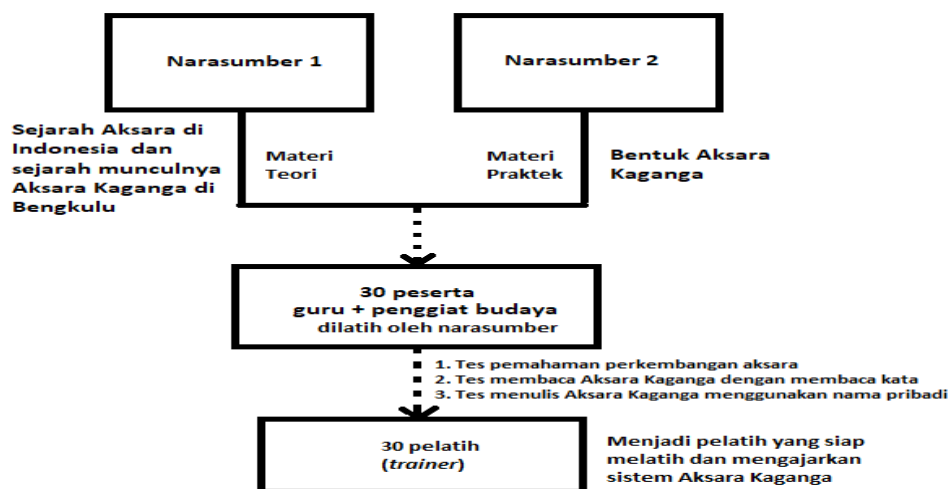 Narasumber 1
Narasumber 2
Sejarah Aksara di
Indonesia dan
sejarah munculnya
Aksara Kaganga di
Bengkulu
Materi
Teori
Materi
Praktek
Bentuk Aksara
Kaganga
30 peserta
guru + penggiat budaya
dilatih oleh narasumber
1. Tes pemahaman perkembangan aksara
2. Tes membaca Aksara Kaganga dengan membaca kata
3. Tes menulis Aksara Kaganga menggunakan nama pribadi
30 pelatih
(trainer)
Menjadi pelatih yang siap
melatih dan mengajarkan
sistem Aksara Kaganga